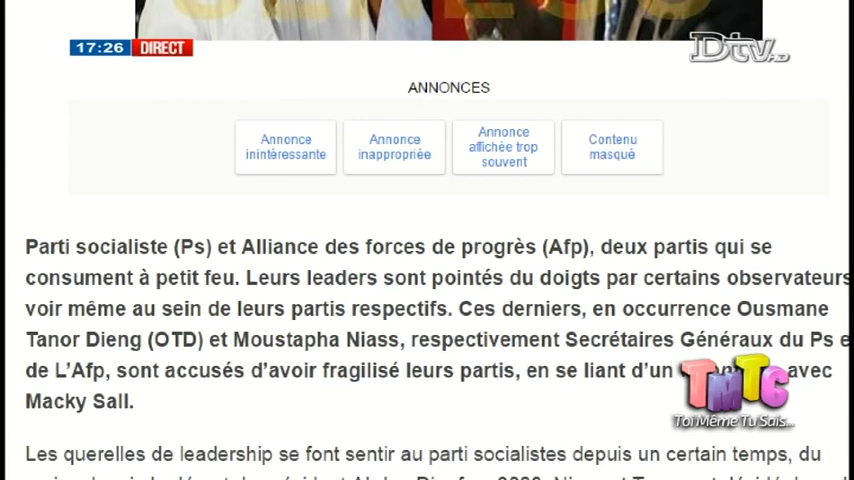 17:26 DIRECT
Dtv HD
ANNONCES
Annonce
inintéressante
Annonce
inappropriée
Annonce
affichée trop
souvent
Contenu
masqué
Parti socialiste (Ps) et Alliance des forces de progrès (Afp), deux partis qui se
consument à petit feu. Leurs leaders sont pointés du doigts par certains observateurs
voir même au sein de leurs partis respectifs. Ces derniers, en occurrence Ousmane
Tanor Dieng (OTD) et Moustapha Niass, respectivement Secrétaires Généraux du Ps e
de L’Afp, sont accusés d’avoir fragilisé leurs partis, en se liant d’un avec
Macky Sall.
TMTC
Toi Même Tu Sais...
Les querelles de leadership se font sentir au parti socialistes depuis un certain temps, du